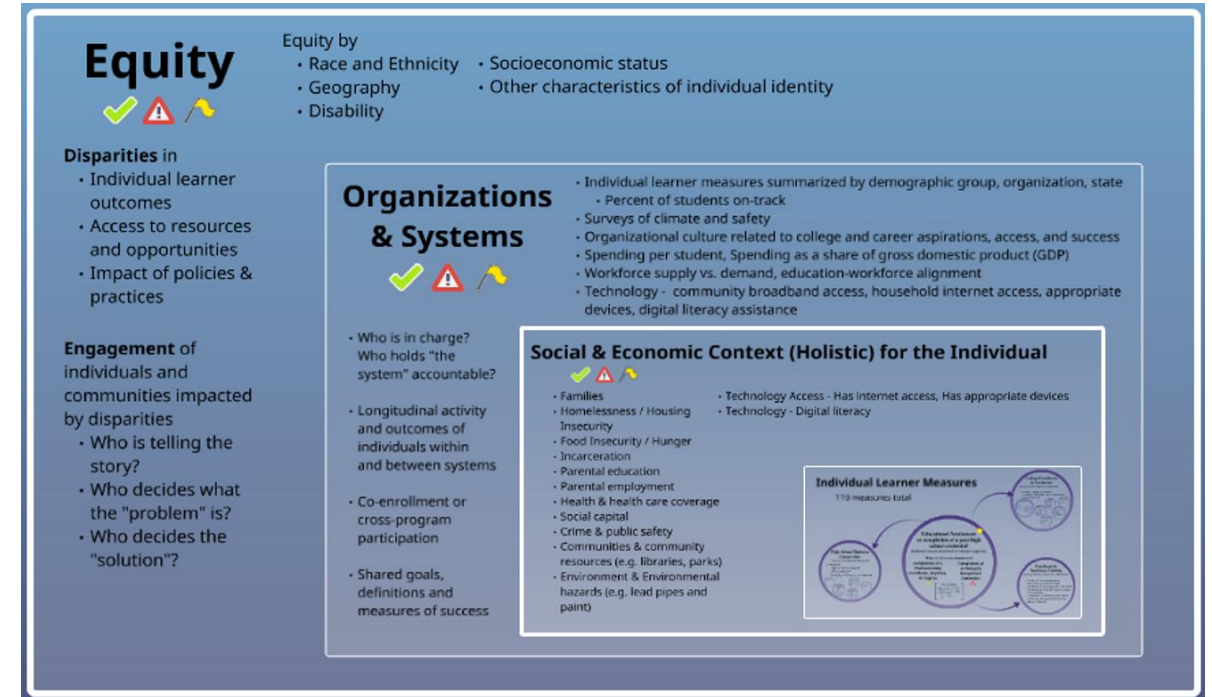 Equity
Equity by
· Race and Ethnicity
· Geography
· Disability
· Socioeconomic status
· Other characteristics of individual identity
Disparities in
· Individual learner
outcomes
· Access to resources
and opportunities
· Impact of policies &
practices
Engagement of
individuals and
communities impacted
by disparities
· Who is telling the
story?
· Who decides what
the "problem" is?
· Who decides the
"solution"?
Organizations
& Systems
· Individual learner measures summarized by demographic group, organization, state
· Percent of students on-track
· Surveys of climate and safety
· Organizational culture related to college and career aspirations, access, and success
· Spending per student, Spending as a share of gross domestic product (GDP)
· Workforce supply vs. demand, education-workforce alignment
· Technology - community broadband access, household internet access, appropriate
devices, digital literacy assistance
· Who is in charge?
Who holds "the
system" accountable?
· Longitudinal activity
and outcomes of
individuals within
and between systems
· Co-enrollment or
cross-program
participation
· Shared goals,
definitions and
measures of success
Social & Economic Context (Holistic) for the Individual
· Families
· Homelessness / Housing
Insecurity
· Food Insecurity / Hunger
· Incarceration
· Parental education
· Parental employment
· Health & health care coverage
· Social capital
· Crime & public safety
· Communities & community
resources (e.g. libraries, parks)
· Environment & Environmental
hazards (e.g. lead pipes and
paint)
· Technology Access - Has internet access, Has appropriate devices
· Technology - Digital literacy
Individual Learner Measures
119 measures total